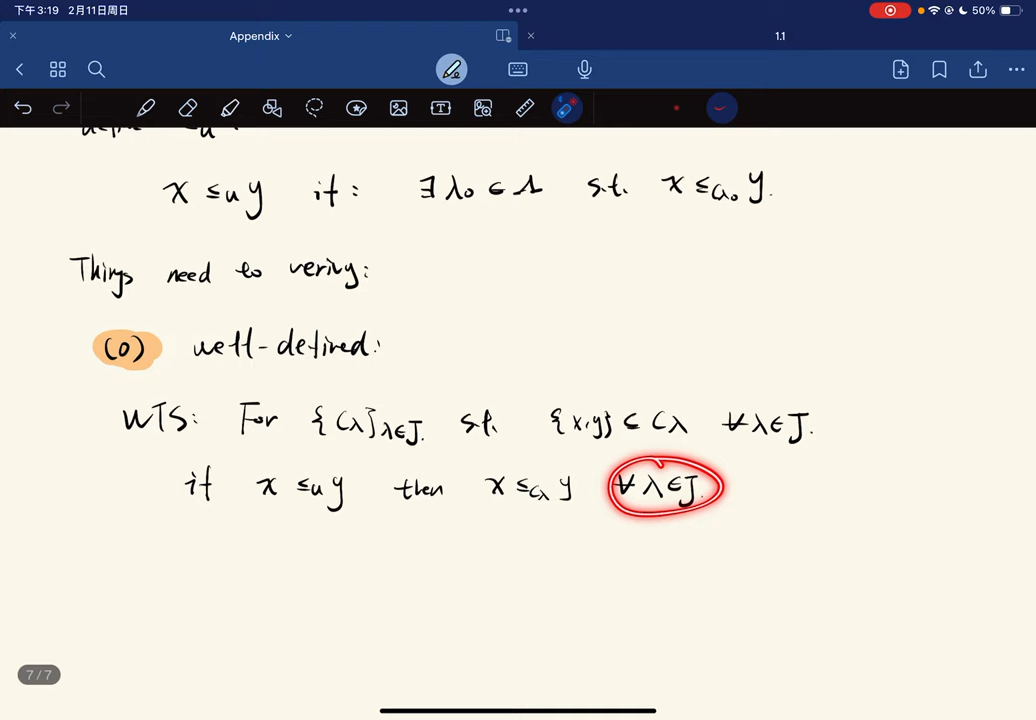 下午3:19 2月11日周日 50%
Appendix
1.1
x ≤u y if : ∃ λ0 ∈ Λ s.t. x ≤Cλ0 y.
Things need to verify:
(0) well-defined:
WTS: For {Cλ}λ∈J. s.t. {x,y} ⊆ Cλ ∀λ∈J.
if x ≤u y then x ≤Cλ y ∀ λ∈J.
7 / 7